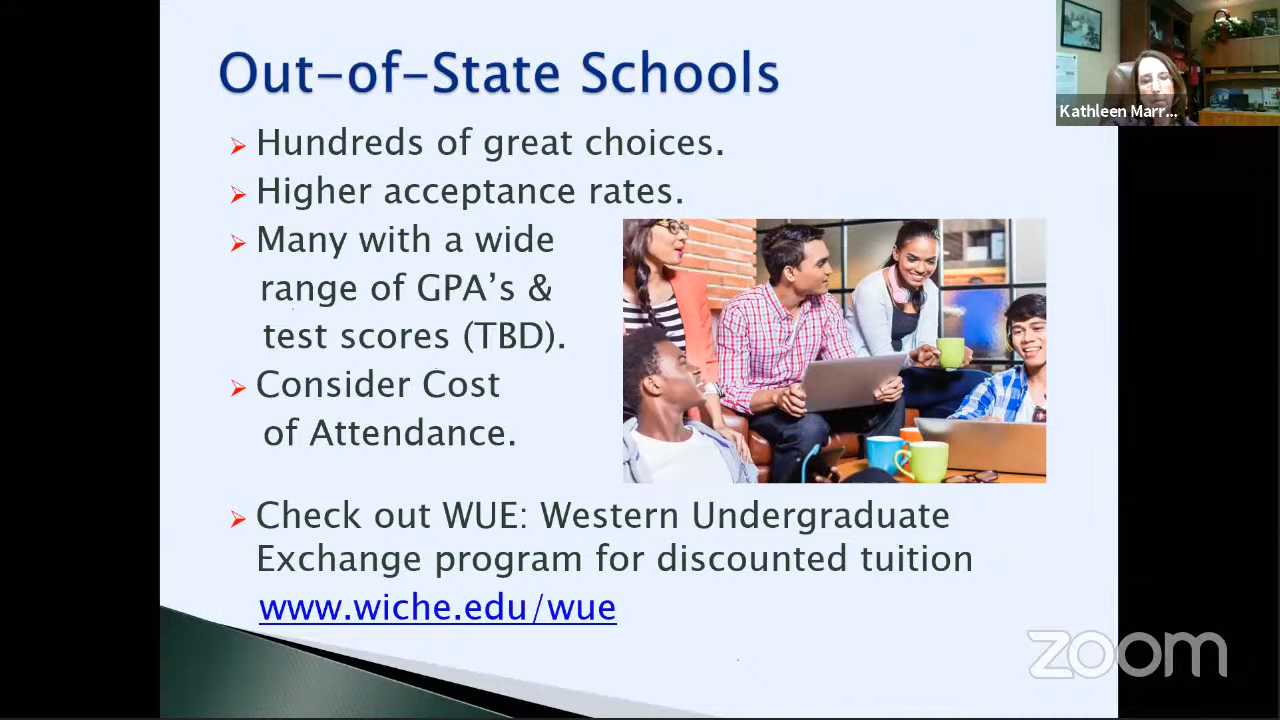 Out-of-State Schools
Hundreds of great choices.
Higher acceptance rates.
Many with a wide
range of GPA's &
test scores (TBD).
Consider Cost
of Attendance.
Check out WUE: Western Undergraduate
Exchange program for discounted tuition
www.wiche.edu/wue
Kathleen Marr...
zoom